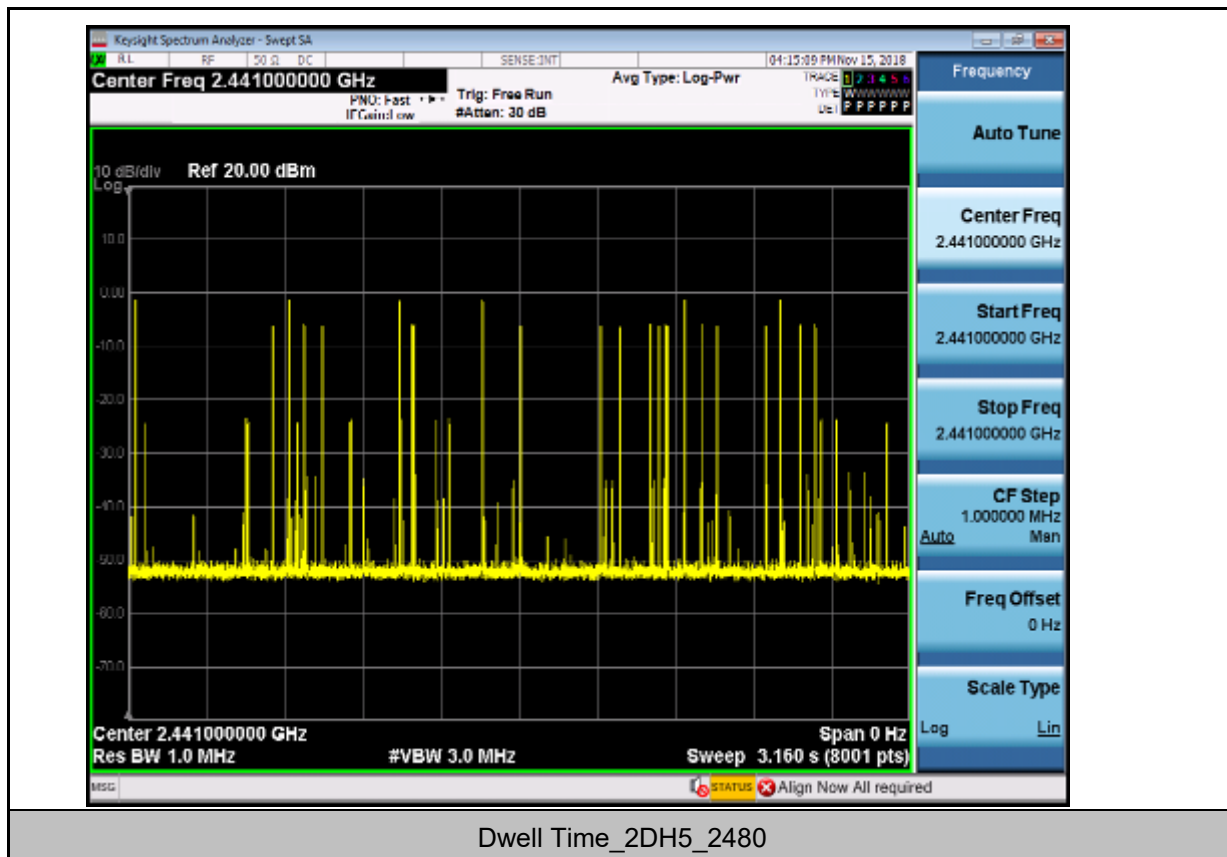 Keysight Spectrum Analyzer - Swept SA
RL RF 50 Ω DC SENSE:INT 04:15:09 PM Nov 15, 2018
Center Freq 2.441000000 GHz
PNO: Fast
IFGain:Low
Trig: Free Run
#Atten: 30 dB
Avg Type: Log-Pwr
TRACE 1 2 3 4 5 6
TYPE WWWWWW
DET P P P P P P
10 dB/div Ref 20.00 dBm
Log
10.0
0.00
-10.0
-20.0
-30.0
-40.0
-50.0
-60.0
-70.0
Center 2.441000000 GHz Span 0 Hz
Res BW 1.0 MHz #VBW 3.0 MHz Sweep 3.160 s (8001 pts)
MSG STATUS Align Now All required
Frequency
Auto Tune
Center Freq
2.441000000 GHz
Start Freq
2.441000000 GHz
Stop Freq
2.441000000 GHz
CF Step
1.000000 MHz
Auto Man
Freq Offset
0 Hz
Scale Type
Log Lin
Dwell Time_2DH5_2480